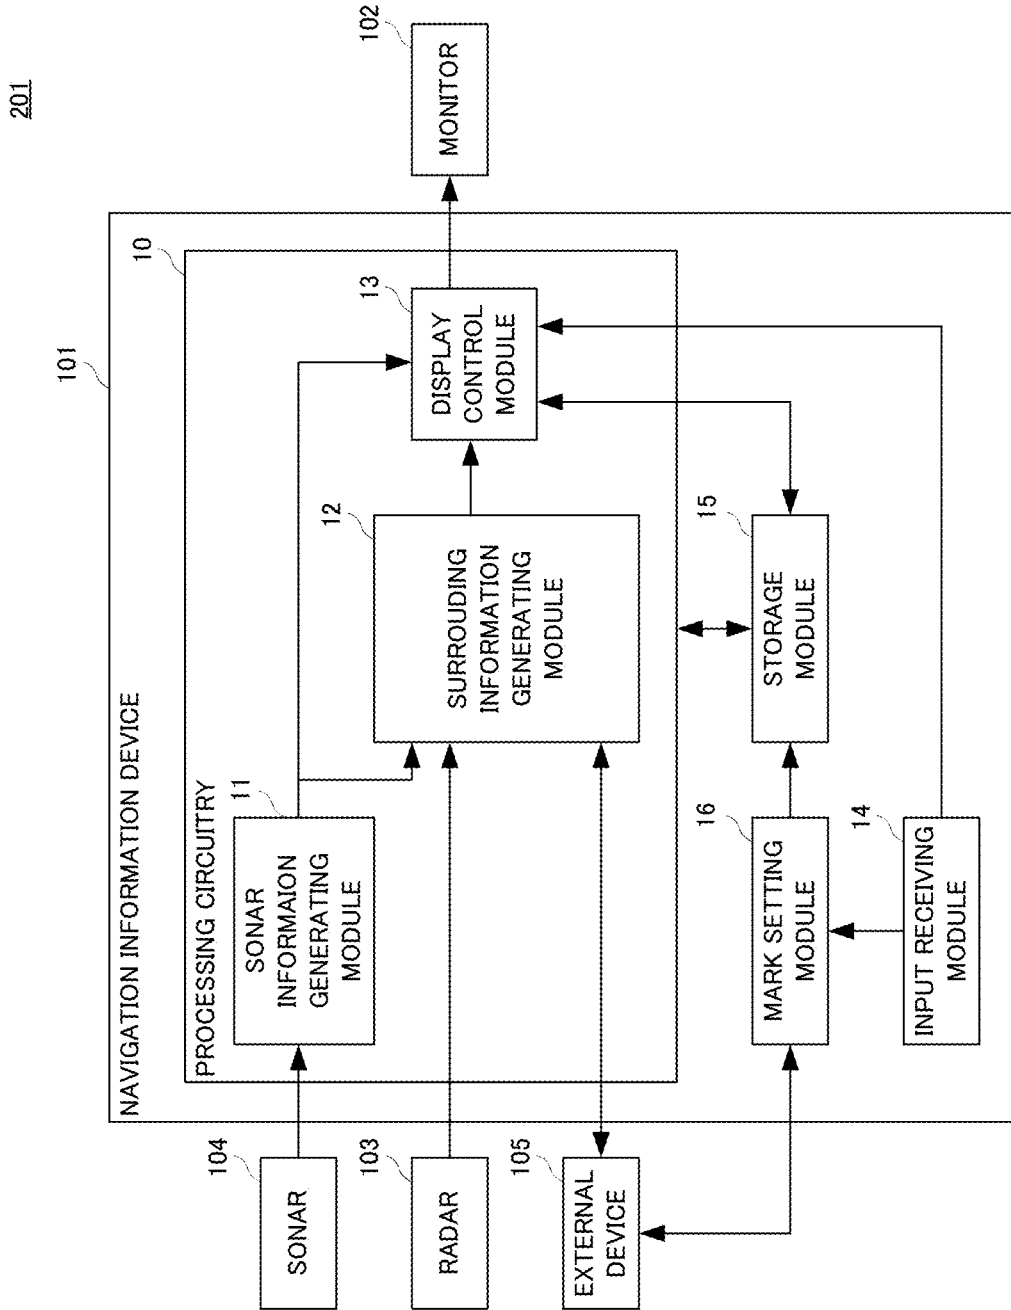 201
NAVIGATION INFORMATION DEVICE
101
PROCESSING CIRCUITRY
10
104
SONAR
11
SONAR
INFORMAION
GENERATING
MODULE
103
RADAR
12
SURROUDING
INFORMATION
GENERATING
MODULE
13
DISPLAY
CONTROL
MODULE
102
MONITOR
105
EXTERNAL
DEVICE
16
MARK SETTING
MODULE
15
STORAGE
MODULE
14
INPUT RECEIVING
MODULE